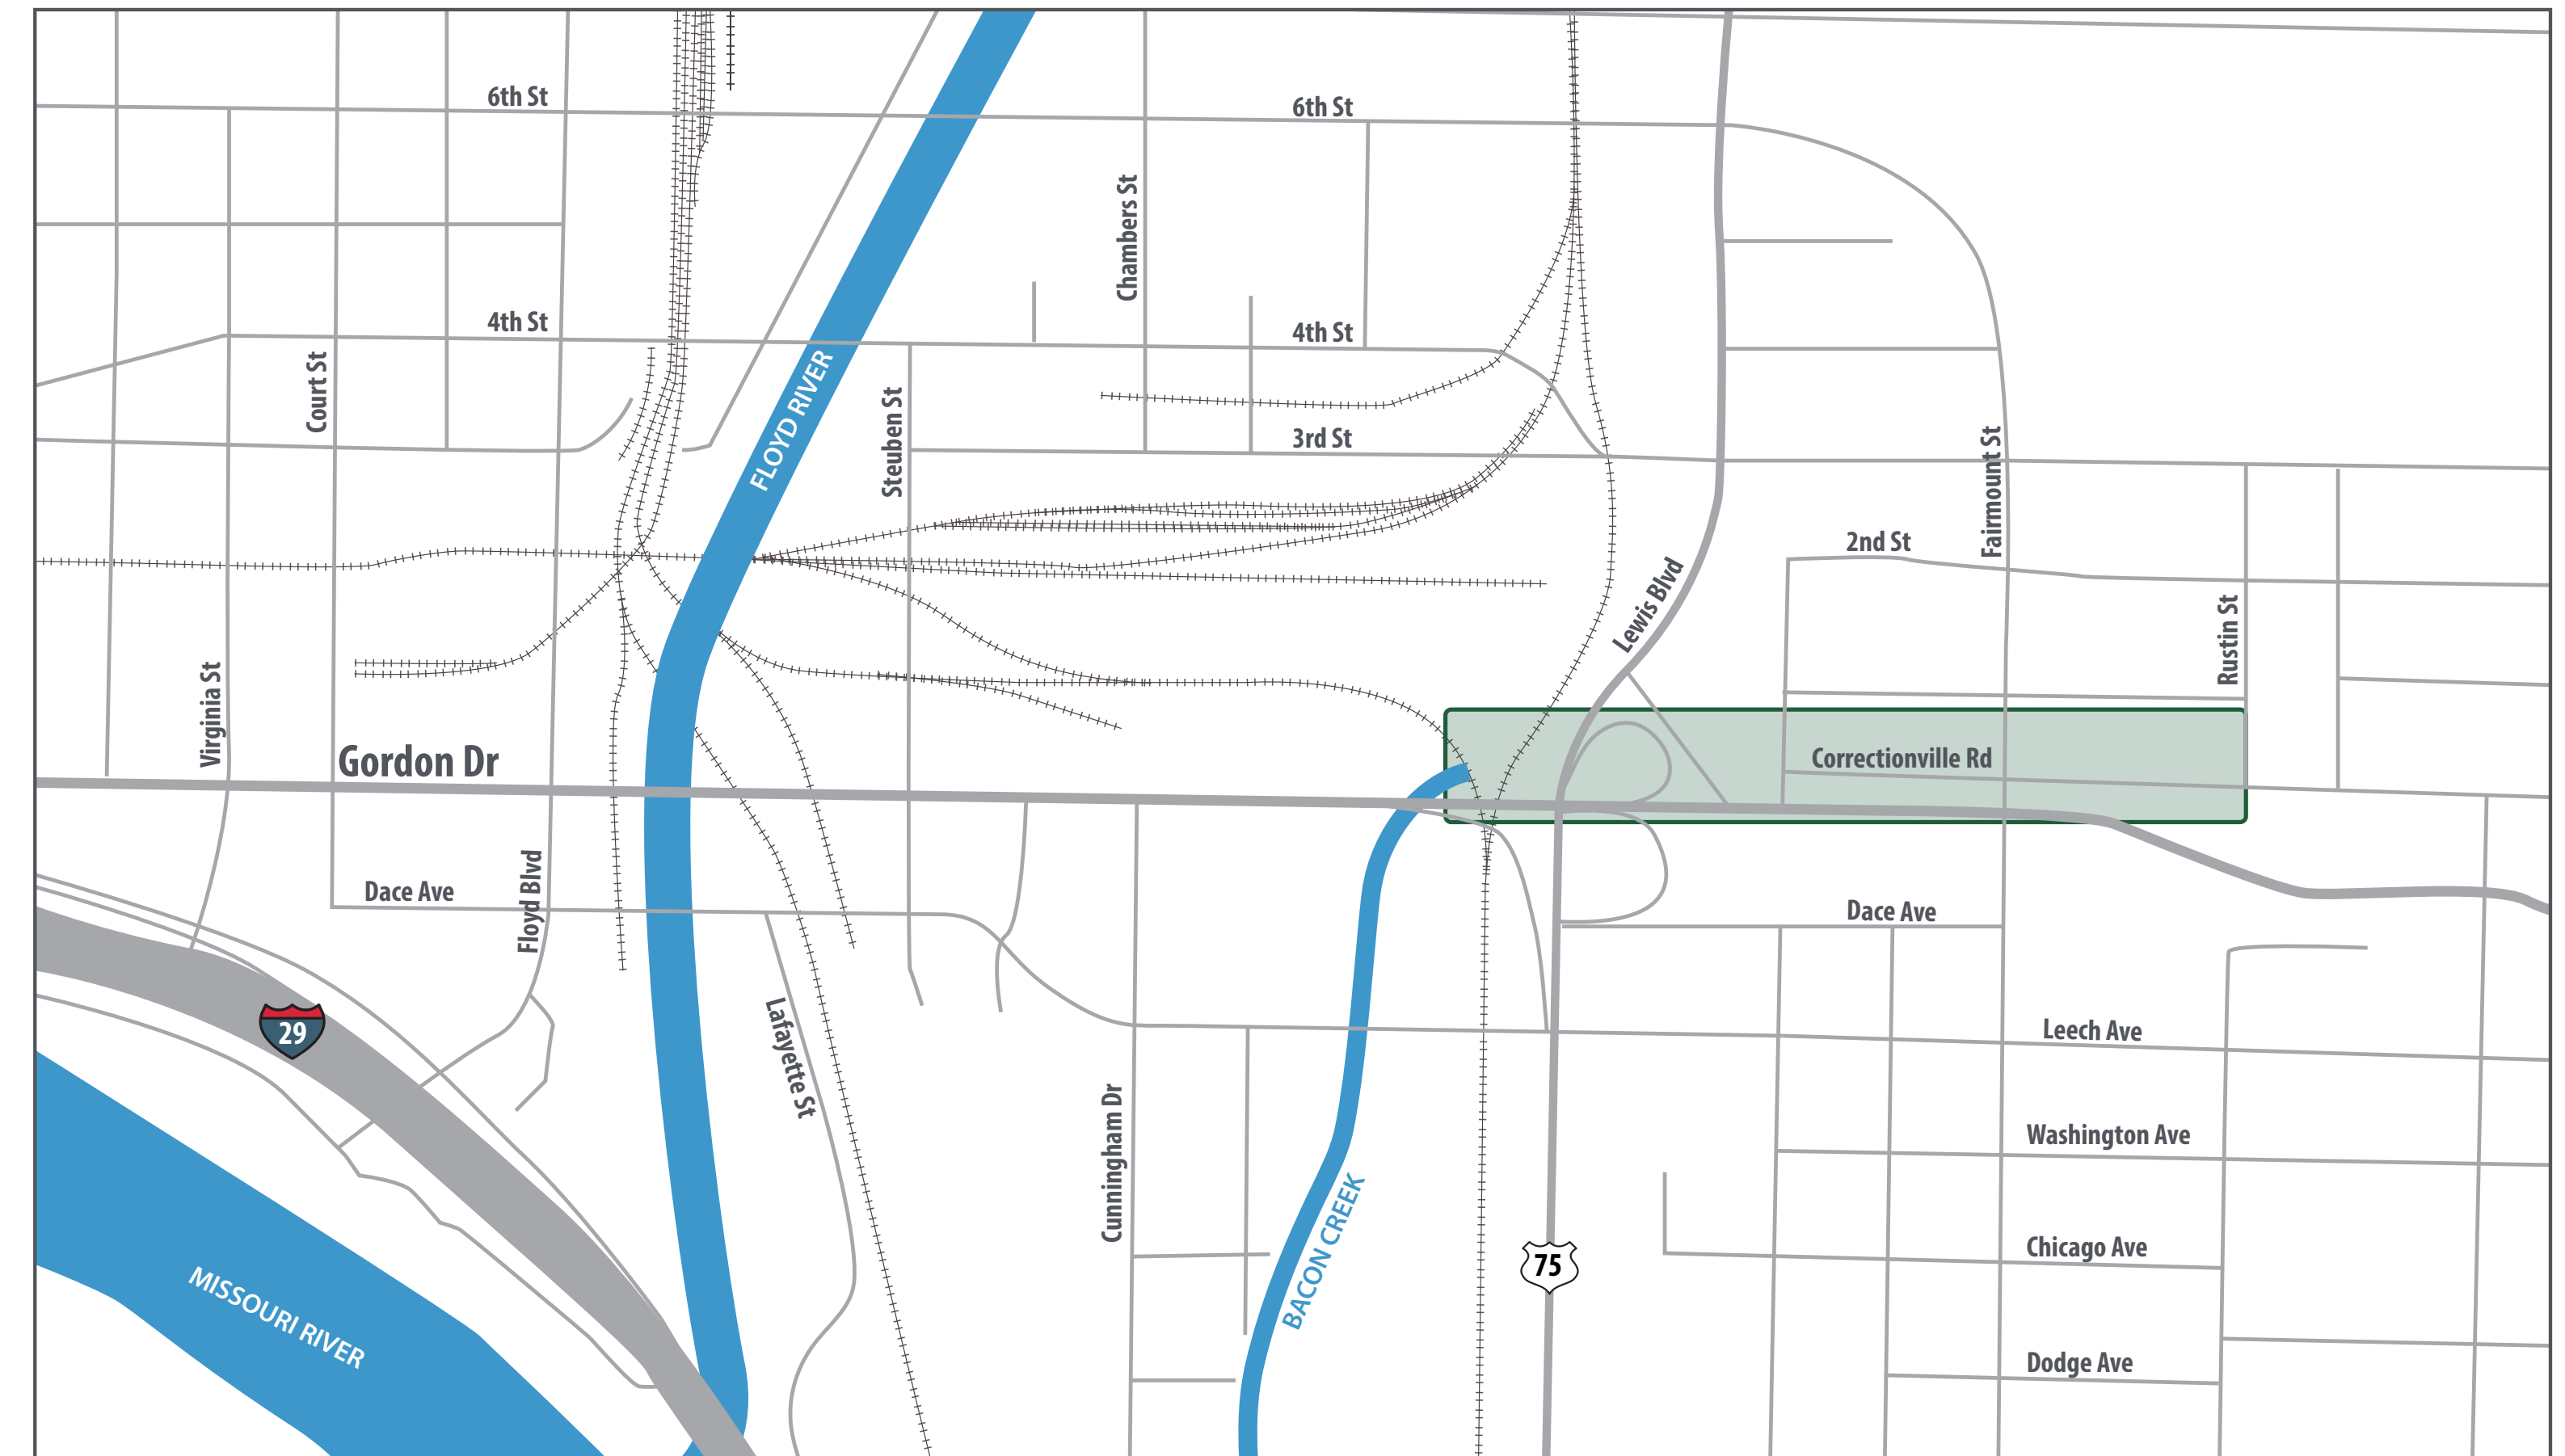 6th St
6th St
Chambers St
4th St
4th St
Court St
FLOYD RIVER
Steuben St
3rd St
Fairmount St
2nd St
Lewis Blvd
Rustin St
Virginia St
Gordon Dr
Correctionville Rd
Dace Ave
Floyd Blvd
Dace Ave
29
Lafayette St
Leech Ave
Cunningham Dr
Washington Ave
BACON CREEK
75
Chicago Ave
MISSOURI RIVER
Dodge Ave